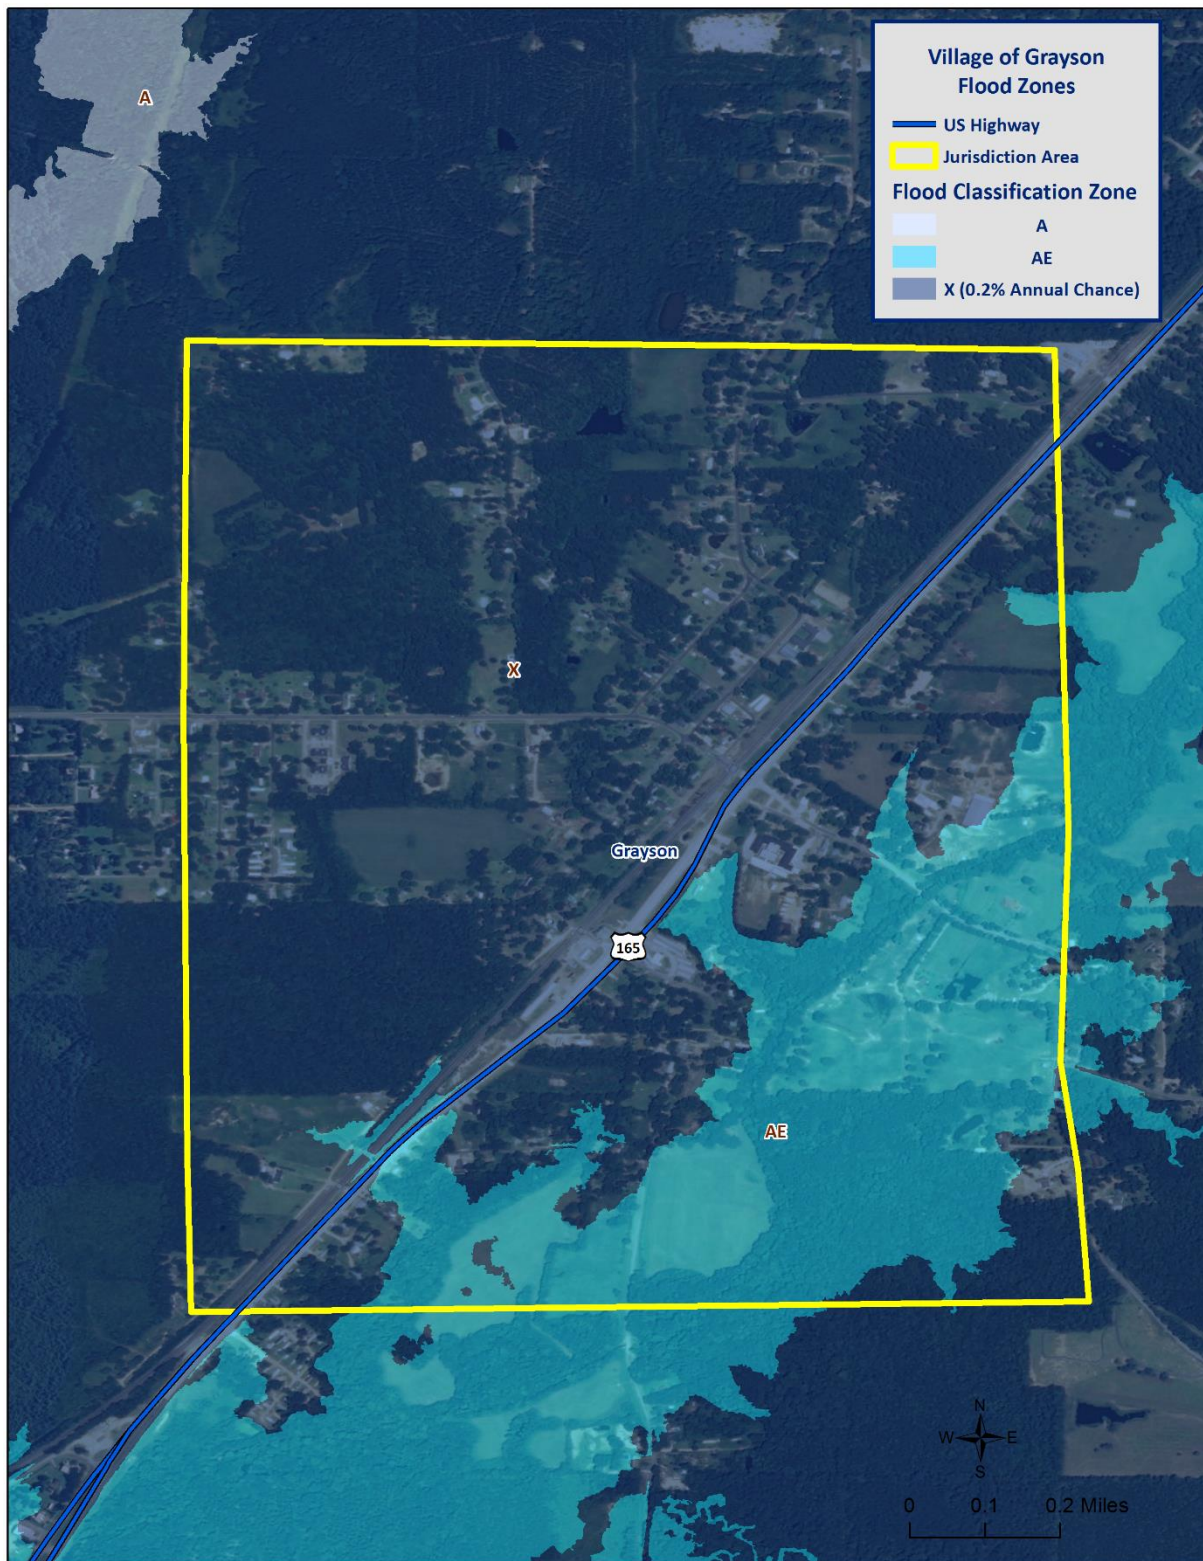 Village of Grayson
Flood Zones
US Highway
Jurisdiction Area
Flood Classification Zone
A
AE
X (0.2% Annual Chance)
A
X
Grayson
165
AE
N
W E
S
0 0.1 0.2 Miles